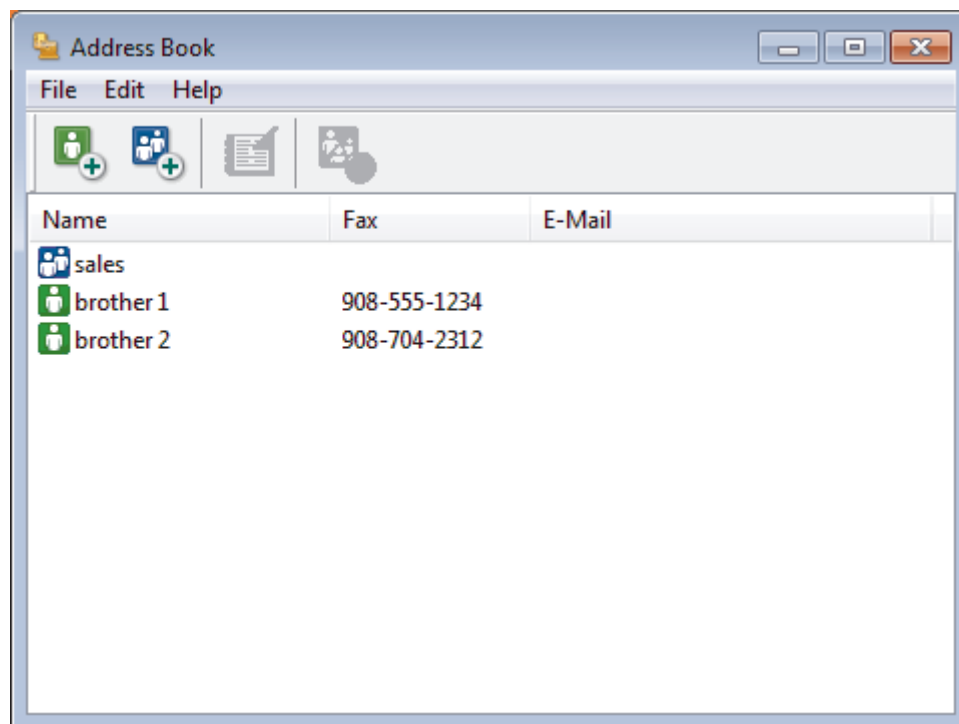 Address Book
File Edit Help
Name Fax E-Mail
sales
brother 1 908-555-1234
brother 2 908-704-2312